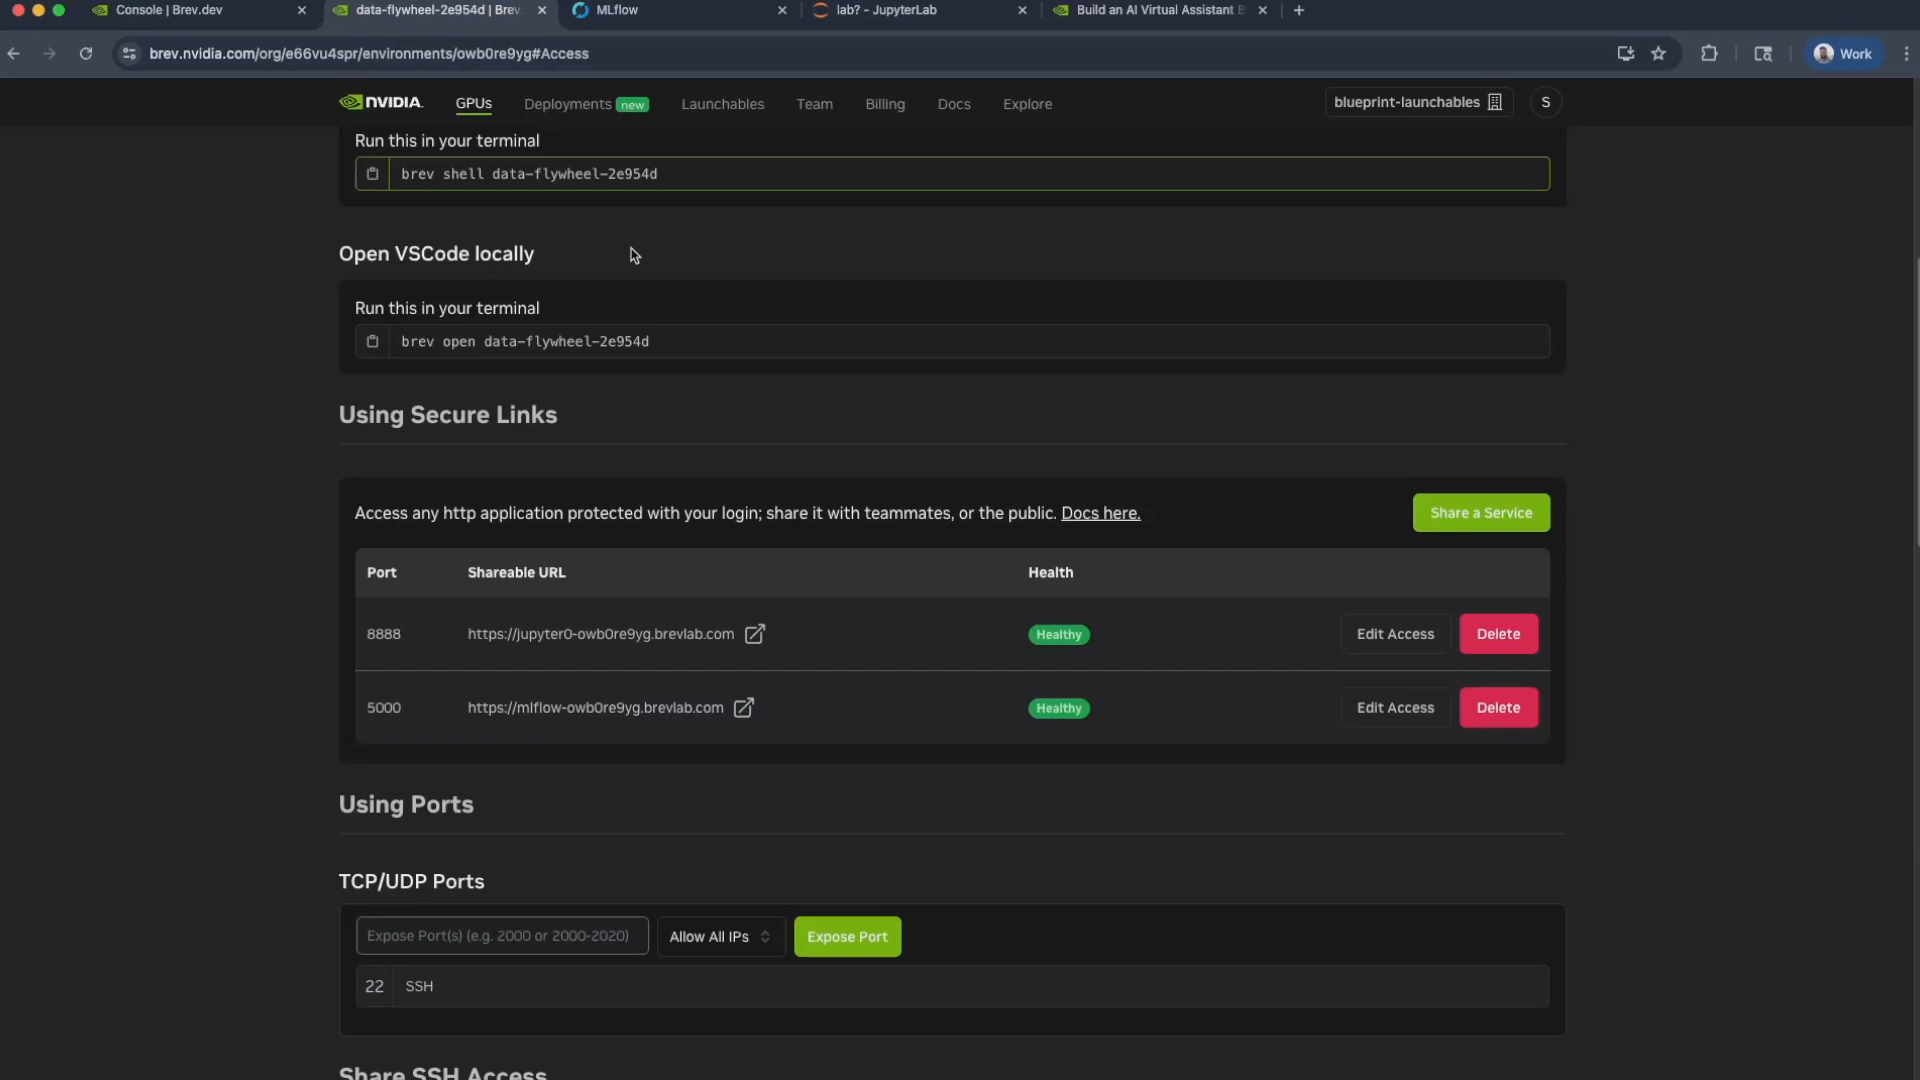 Console | Brev.dev
data-flywheel-2e954d | Brev.
MLflow
lab? - JupyterLab
Build an AI Virtual Assistant B
brev.nvidia.com/org/e66vu4spr/environments/owb0re9yg#Access
Work
NVIDIA.
GPUs
Deployments new
Launchables
Team
Billing
Docs
Explore
blueprint-launchables
S
Run this in your terminal
brev shell data-flywheel-2e954d
Open VSCode locally
Run this in your terminal
brev open data-flywheel-2e954d
Using Secure Links
Access any http application protected with your login; share it with teammates, or the public. Docs here.
Share a Service
Port Shareable URL Health
8888 https://jupyter0-owb0re9yg.brevlab.com Healthy Edit Access Delete
5000 https://mlflow-owb0re9yg.brevlab.com Healthy Edit Access Delete
Using Ports
TCP/UDP Ports
Expose Port(s) (e.g. 2000 or 2000-2020) Allow All IPs Expose Port
22 SSH
Share SSH Access